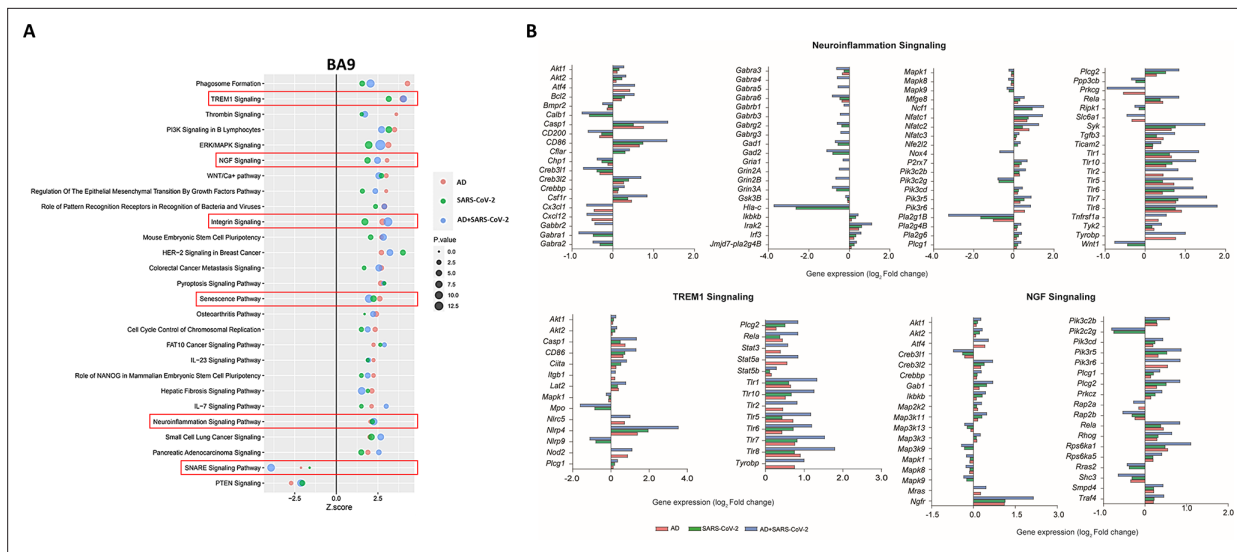 A
BA9
Phagosome Formation
TREM1 Signaling
Thrombin Signaling
PI3K Signaling in B Lymphocytes
ERK/MAPK Signaling
NGF Signaling
WNT/Ca+ pathway
Regulation Of The Epithelial Mesenchymal Transition By Growth Factors Pathway
Role of Pattern Recognition Receptors in Recognition of Bacteria and Viruses
Integrin Signaling
Mouse Embryonic Stem Cell Pluripotency
HER-2 Signaling in Breast Cancer
Colorectal Cancer Metastasis Signaling
Pyroptosis Signaling Pathway
Senescence Pathway
Osteoarthritis Pathway
Cell Cycle Control of Chromosomal Replication
FAT10 Cancer Signaling Pathway
IL-23 Signaling Pathway
Role of NANOG in Mammalian Embryonic Stem Cell Pluripotency
Hepatic Fibrosis Signaling Pathway
IL-7 Signaling Pathway
Neuroinflammation Signaling Pathway
Small Cell Lung Cancer Signaling
Pancreatic Adenocarcinoma Signaling
SNARE Signaling Pathway
PTEN Signaling
−2.5 0.0 2.5
Z.score
AD
SARS-CoV-2
AD+SARS-CoV-2
P.value
0.0
2.5
5.0
7.5
10.0
12.5
B
Neuroinflammation Singnaling
Akt1
Akt2
Atf4
Bcl2
Bmpr2
Calb1
Casp1
CD200
CD86
Cflar
Chp1
Creb3l1
Creb3l2
Crebbp
Csf1r
Cx3cl1
Cxcl12
Gabbr2
Gabra1
Gabra2
-1.0 0.0 1.0 2.0
Gabra3
Gabra4
Gabra5
Gabra6
Gabrb1
Gabrb3
Gabrg2
Gabrg3
Gad1
Gad2
Gria1
Grin2A
Grin2B
Grin3A
Gsk3B
Hla-c
Ikbkb
Irak2
Irf3
Jmjd7-pla2g4B
-4.0 -2.0 0.0 2.0
Mapk1
Mapk8
Mapk9
Mfge8
Ncf1
Nfatc1
Nfatc2
Nfatc3
Nfe2l2
Nox4
P2rx7
Pik3c2b
Pik3c2g
Pik3cd
Pik3r5
Pik3r6
Pla2g1B
Pla2g4B
Pla2g6
Plcg1
-4.0 -2.0 0.0 2.0
Plcg2
Ppp3cb
Prkcg
Rela
Ripk1
Slc6a1
Syk
Tgfb3
Ticam2
Tlr1
Tlr10
Tlr2
Tlr5
Tlr6
Tlr7
Tlr8
Tnfrsf1a
Tyk2
Tyrobp
Wnt1
-1.0 0.0 1.0 2.0
Gene expression (log2 Fold change)
TREM1 Singnaling
Akt1
Akt2
Casp1
CD86
Ciita
Itgb1
Lat2
Mapk1
Mpo
Nlrc5
Nlrp4
Nlrp9
Nod2
Plcg1
-2.0 0.0 2.0 4.0
Plcg2
Rela
Stat3
Stat5a
Stat5b
Tlr1
Tlr10
Tlr2
Tlr5
Tlr6
Tlr7
Tlr8
Tyrobp
0.0 1.0 2.0
Gene expression (log2 Fold change)
NGF Singnaling
Akt1
Akt2
Atf4
Creb3l1
Creb3l2
Crebbp
Gab1
Ikbkb
Map2k2
Map3k11
Map3k13
Map3k3
Map3k9
Mapk1
Mapk8
Mapk9
Mras
Ngfr
-1.5 0.0 1.5 3.0
Pik3c2b
Pik2c2g
Pik3cd
Pik3r5
Pik3r6
Plcg1
Plcg2
Prkcz
Rap2a
Rap2b
Rela
Rhog
Rps6ka1
Rps6ka5
Rras2
Shc3
Smpd4
Traf4
-1.0 0.0 1.0 2.0
Gene expression (log2 Fold change)
AD SARS-CoV-2 AD+SARS-CoV-2